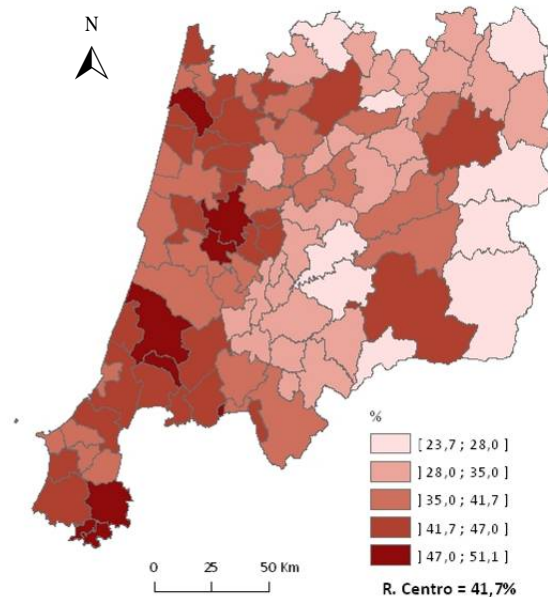 N
%
] 23,7 ; 28,0 ]
] 28,0 ; 35,0 ]
] 35,0 ; 41,7 ]
] 41,7 ; 47,0 ]
] 47,0 ; 51,1 ]
0 25 50 Km
R. Centro = 41,7%